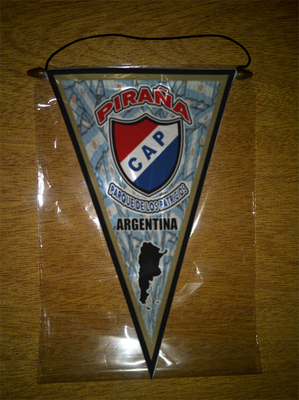 PIRAÑA
CAP
PARQUE DE LOS PATRICIOS
ARGENTINA